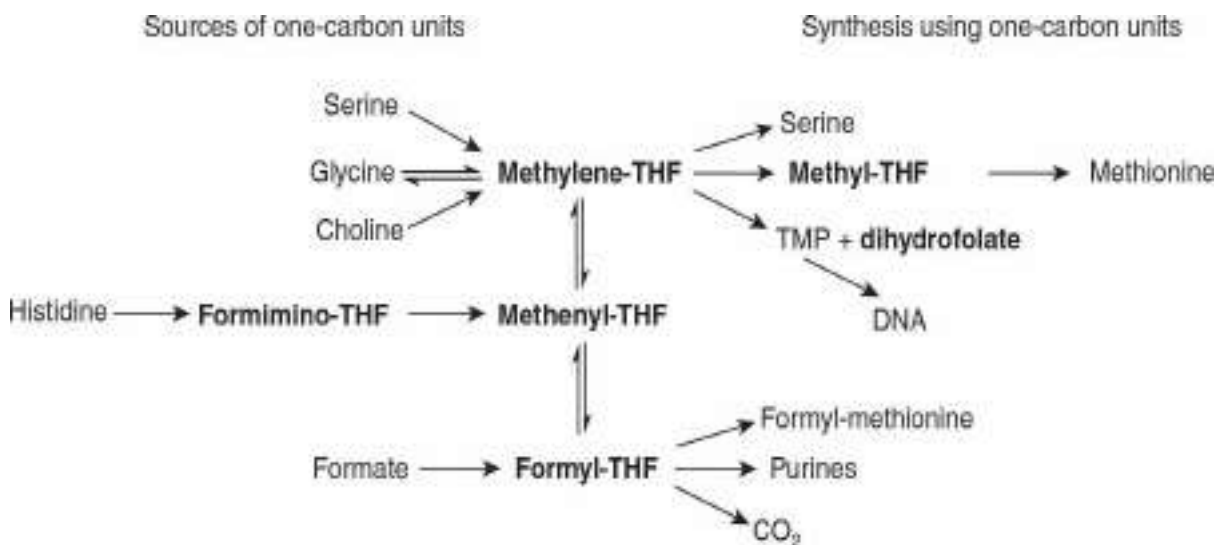 Sources of one-carbon units
Synthesis using one-carbon units
Serine
Serine
Glycine
Methylene-THF
Methyl-THF
Methionine
Choline
TMP + dihydrofolate
Histidine
Formimino-THF
Methenyl-THF
DNA
Formyl-methionine
Formate
Formyl-THF
Purines
CO₂